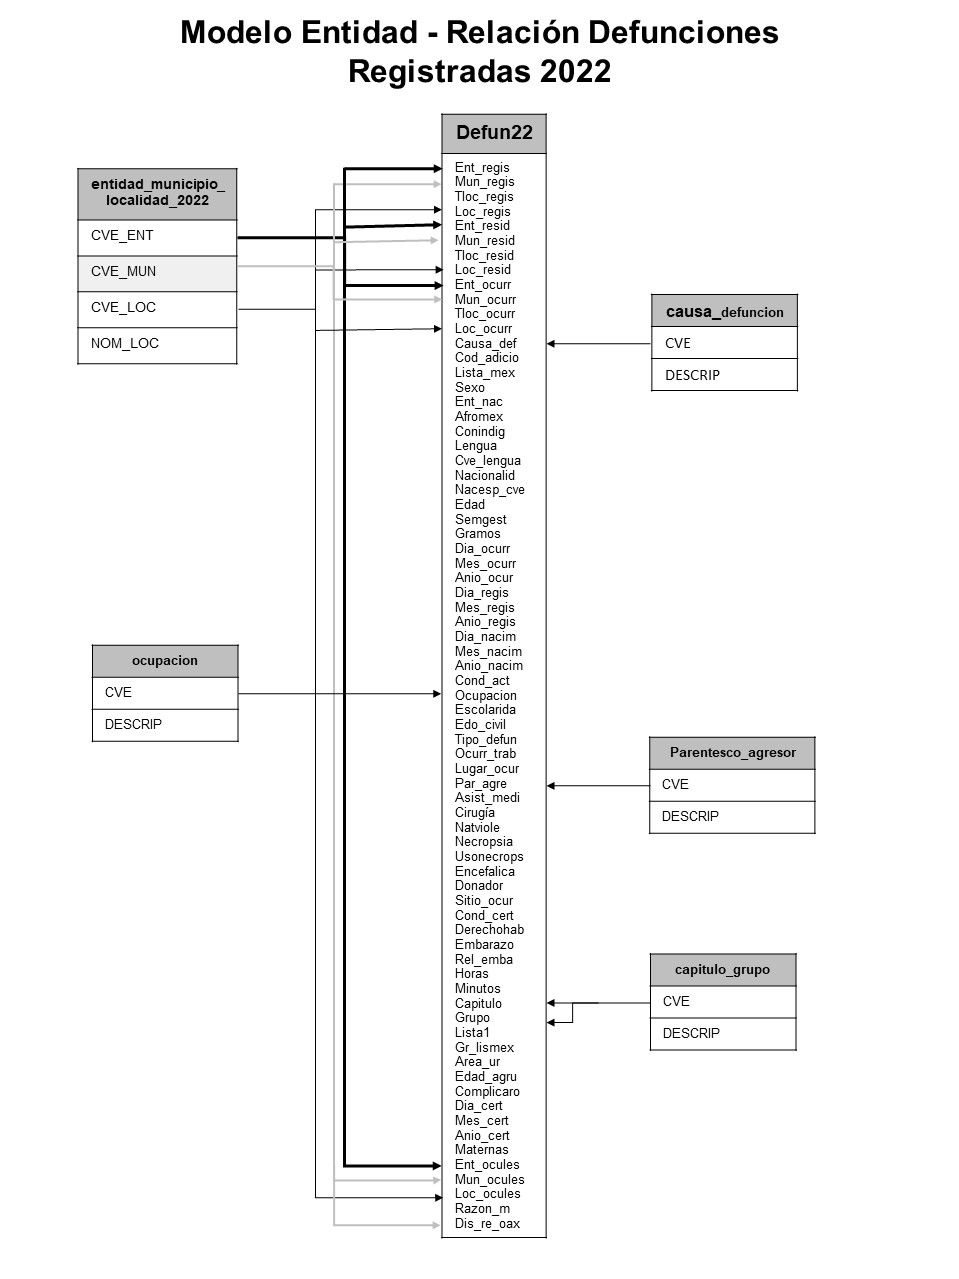 Modelo Entidad - Relación Defunciones
Registradas 2022
entidad_municipio_
localidad_2022
CVE_ENT
CVE_MUN
CVE_LOC
NOM_LOC
ocupacion
CVE
DESCRIP
Defun22
Ent_regis
Mun_regis
Tloc_regis
Loc_regis
Ent_resid
Mun_resid
Tloc_resid
Loc_resid
Ent_ocurr
Mun_ocurr
Tloc_ocurr
Loc_ocurr
Causa_def
Cod_adicio
Lista_mex
Sexo
Ent_nac
Afromex
Conindig
Lengua
Cve_lengua
Nacionalid
Nacesp_cve
Edad
Semgest
Gramos
Dia_ocurr
Mes_ocurr
Anio_ocur
Dia_regis
Mes_regis
Anio_regis
Dia_nacim
Mes_nacim
Anio_nacim
Cond_act
Ocupacion
Escolarida
Edo_civil
Tipo_defun
Ocurr_trab
Lugar_ocur
Par_agre
Asist_medi
Cirugía
Natviole
Necropsia
Usonecrops
Encefalica
Donador
Sitio_ocur
Cond_cert
Derechohab
Embarazo
Rel_emba
Horas
Minutos
Capitulo
Grupo
Lista1
Gr_lismex
Area_ur
Edad_agru
Complicaro
Dia_cert
Mes_cert
Anio_cert
Maternas
Ent_ocules
Mun_ocules
Loc_ocules
Razon_m
Dis_re_oax
causa_defuncion
CVE
DESCRIP
Parentesco_agresor
CVE
DESCRIP
capitulo_grupo
CVE
DESCRIP